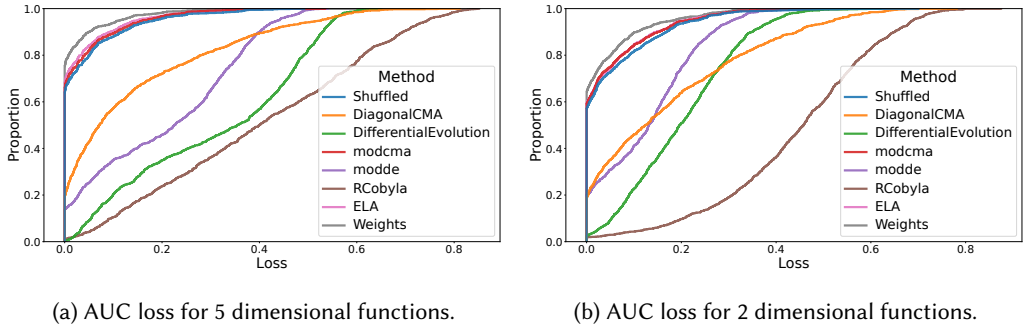 1.0
0.8
0.6
0.4
0.2
0.0
Proportion
0.0 0.2 0.4 0.6 0.8
Loss
Method
Shuffled
DiagonalCMA
DifferentialEvolution
modcma
modde
RCobyla
ELA
Weights
(a) AUC loss for 5 dimensional functions.
1.0
0.8
0.6
0.4
0.2
0.0
Proportion
0.0 0.2 0.4 0.6 0.8
Loss
Method
Shuffled
DiagonalCMA
DifferentialEvolution
modcma
modde
RCobyla
ELA
Weights
(b) AUC loss for 2 dimensional functions.